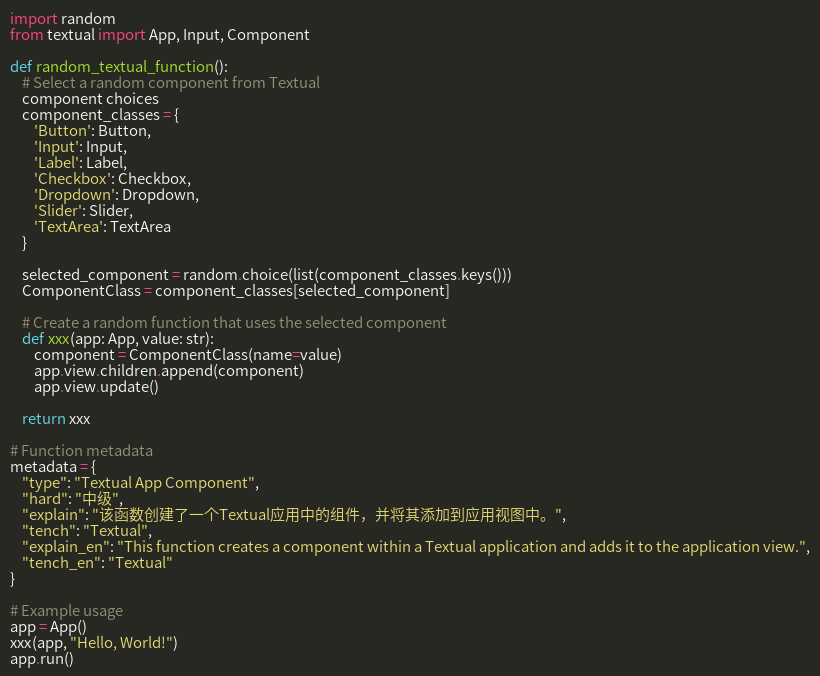 import random
from textual import App, Input, Component

def random_textual_function():
    # Select a random component from Textual
    component choices
    component_classes = {
        'Button': Button,
        'Input': Input,
        'Label': Label,
        'Checkbox': Checkbox,
        'Dropdown': Dropdown,
        'Slider': Slider,
        'TextArea': TextArea
    }

    selected_component = random.choice(list(component_classes.keys()))
    ComponentClass = component_classes[selected_component]

    # Create a random function that uses the selected component
    def xxx(app: App, value: str):
        component = ComponentClass(name=value)
        app.view.children.append(component)
        app.view.update()

    return xxx

# Function metadata
metadata = {
    "type": "Textual App Component",
    "hard": "中级",
    "explain": "该函数创建了一个Textual应用中的组件，并将其添加到应用视图中。",
    "tench": "Textual",
    "explain_en": "This function creates a component within a Textual application and adds it to the application view.",
    "tench_en": "Textual"
}

# Example usage
app = App()
xxx(app, "Hello, World!")
app.run()